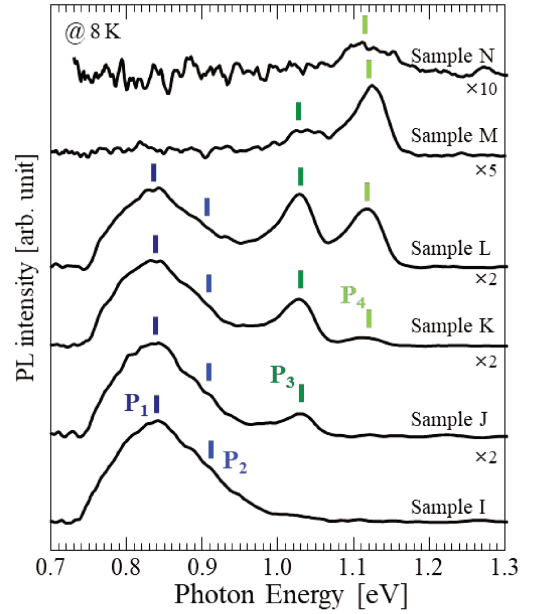 @ 8 K
Sample N
×10
Sample M
×5
Sample L
×2
P4
Sample K
×2
P3
P1
Sample J
×2
P2
Sample I
PL intensity [arb. unit]
0.7 0.8 0.9 1.0 1.1 1.2 1.3
Photon Energy [eV]